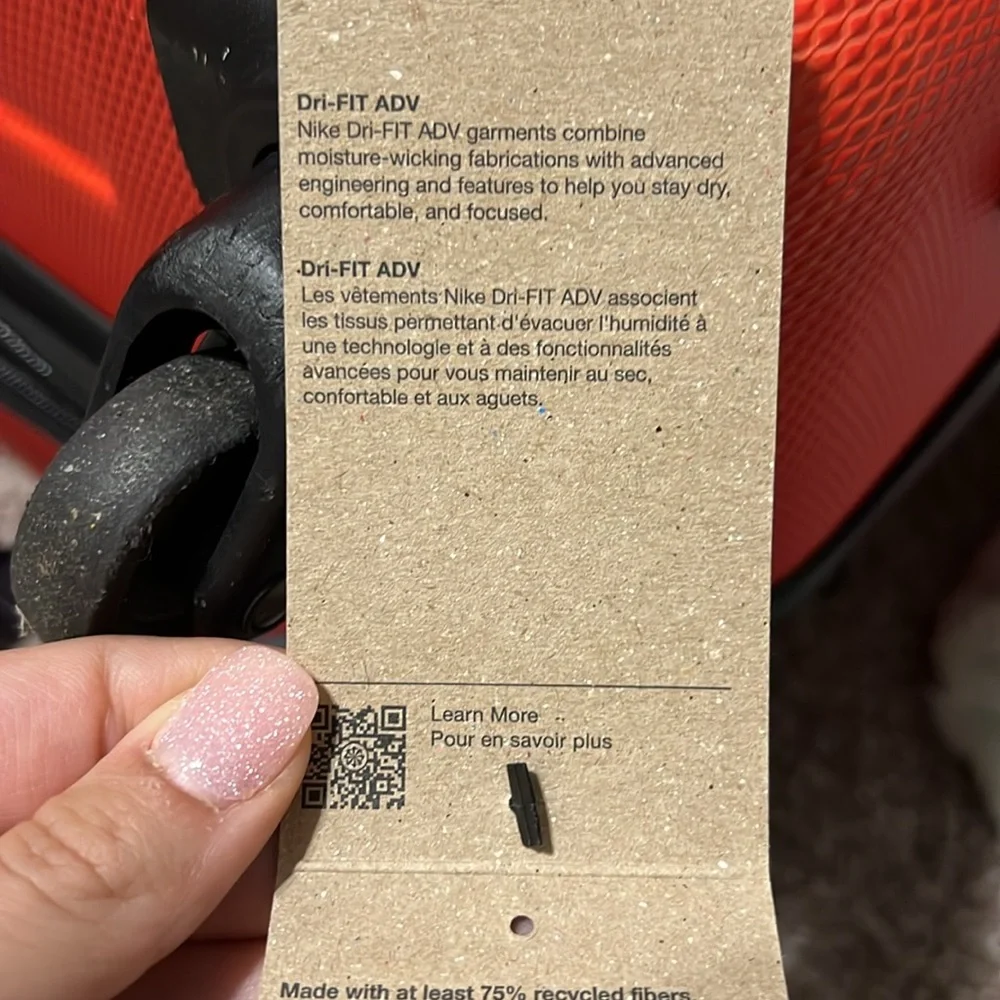 Dri-FIT ADV
Nike Dri-FIT ADV garments combine
moisture-wicking fabrications with advanced
engineering and features to help you stay dry,
comfortable, and focused.
Dri-FIT ADV
Les vêtements Nike Dri-FIT ADV associent
les tissus permettant d'évacuer l'humidité à
une technologie et à des fonctionnalités
avancées pour vous maintenir au sec,
confortable et aux aguets.
Learn More
Pour en savoir plus
Made with at least 75% recycled fibers.